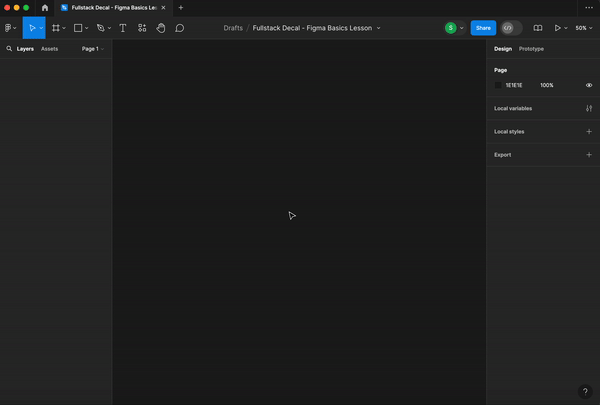 Fullstack Decal - Figma Basics Les
Drafts / Fullstack Decal - Figma Basics Lesson
S
Share
50%
Layers
Assets
Page 1
Design
Prototype
Page
1E1E1E
100%
Local variables
Local styles
Export
?